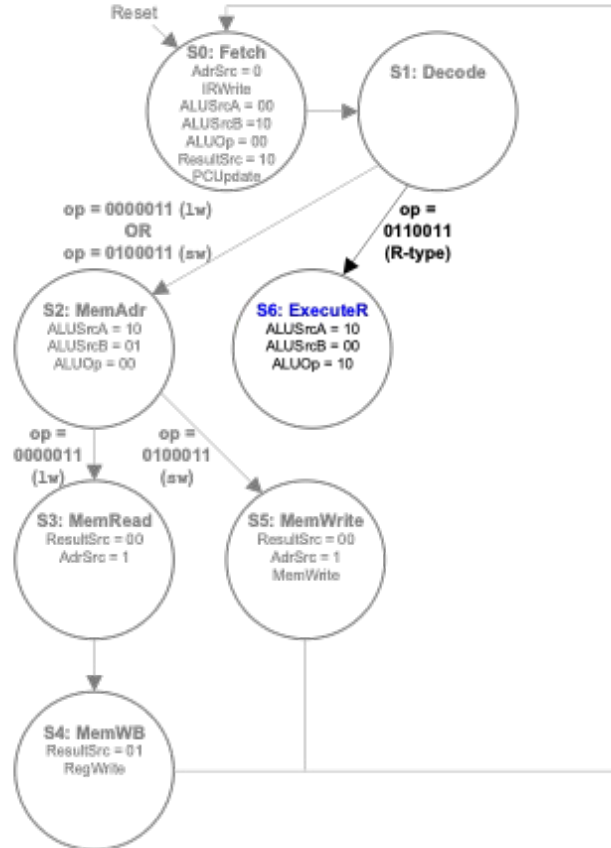 Reset
S0: Fetch
AdrSrc = 0
IRWrite
ALUSrcA = 00
ALUSrcB =10
ALUOp = 00
ResultSrc = 10
PCUpdate
S1: Decode
op = 0000011 (lw)
OR
op = 0100011 (sw)
op =
0110011
(R-type)
S2: MemAdr
ALUSrcA = 10
ALUSrcB = 01
ALUOp = 00
S6: ExecuteR
ALUSrcA = 10
ALUSrcB = 00
ALUOp = 10
op =
0000011
(lw)
op =
0100011
(sw)
S3: MemRead
ResultSrc = 00
AdrSrc = 1
S5: MemWrite
ResultSrc = 00
AdrSrc = 1
MemWrite
S4: MemWB
ResultSrc = 01
RegWrite